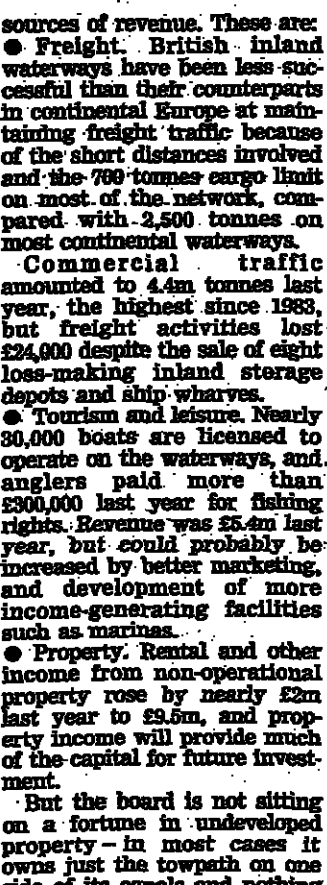 sources of revenue. These are:
● Freight. British inland
waterways have been less suc-
cessful than their counterparts
in continental Europe at main-
taining freight traffic because
of the short distances involved
and the 700 tonnes cargo limit
on most of the network, com-
pared with 2,500 tonnes on
most continental waterways.
Commercial traffic
amounted to 4.4m tonnes last
year, the highest since 1983,
but freight activities lost
£24,000 despite the sale of eight
loss-making inland storage
depots and ship wharves.
● Tourism and leisure. Nearly
30,000 boats are licensed to
operate on the waterways, and
anglers paid more than
£300,000 last year for fishing
rights. Revenue was £5.4m last
year, but could probably be
increased by better marketing,
and development of more
income-generating facilities
such as marinas.
● Property. Rental and other
income from non-operational
property rose by nearly £2m
last year to £9.5m, and prop-
erty income will provide much
of the capital for future invest-
ment.
But the board is not sitting
on a fortune in undeveloped
property – in most cases it
owns just the towpath on one
side of its canals and nothing